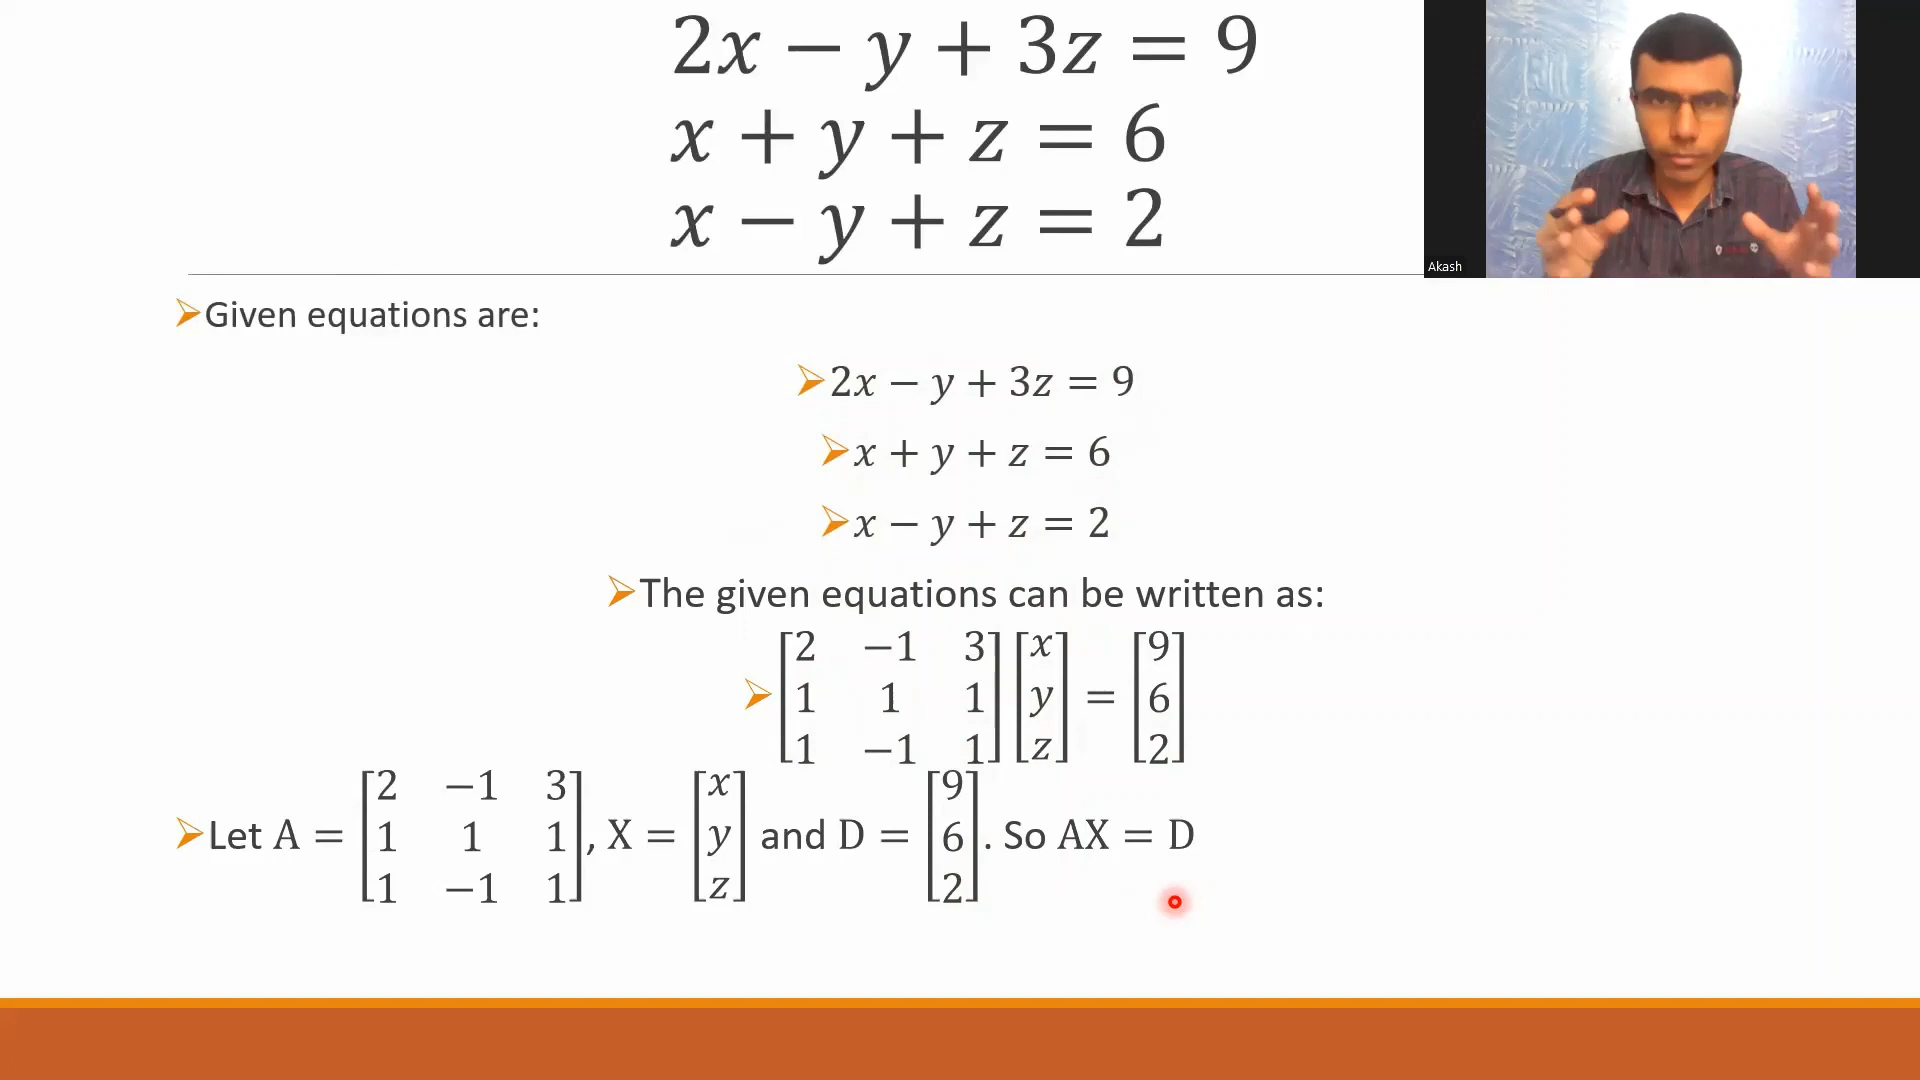 2x − y + 3z = 9
x + y + z = 6
x − y + z = 2
Akash
Given equations are:
2x − y + 3z = 9
x + y + z = 6
x − y + z = 2
The given equations can be written as:
[2 −1 3] [x] [9]
[1 1 1] [y] = [6]
[1 −1 1] [z] [2]
[2 −1 3] [x] [9]
Let A = [1 1 1], X = [y] and D = [6]. So AX = D
[1 −1 1] [z] [2]